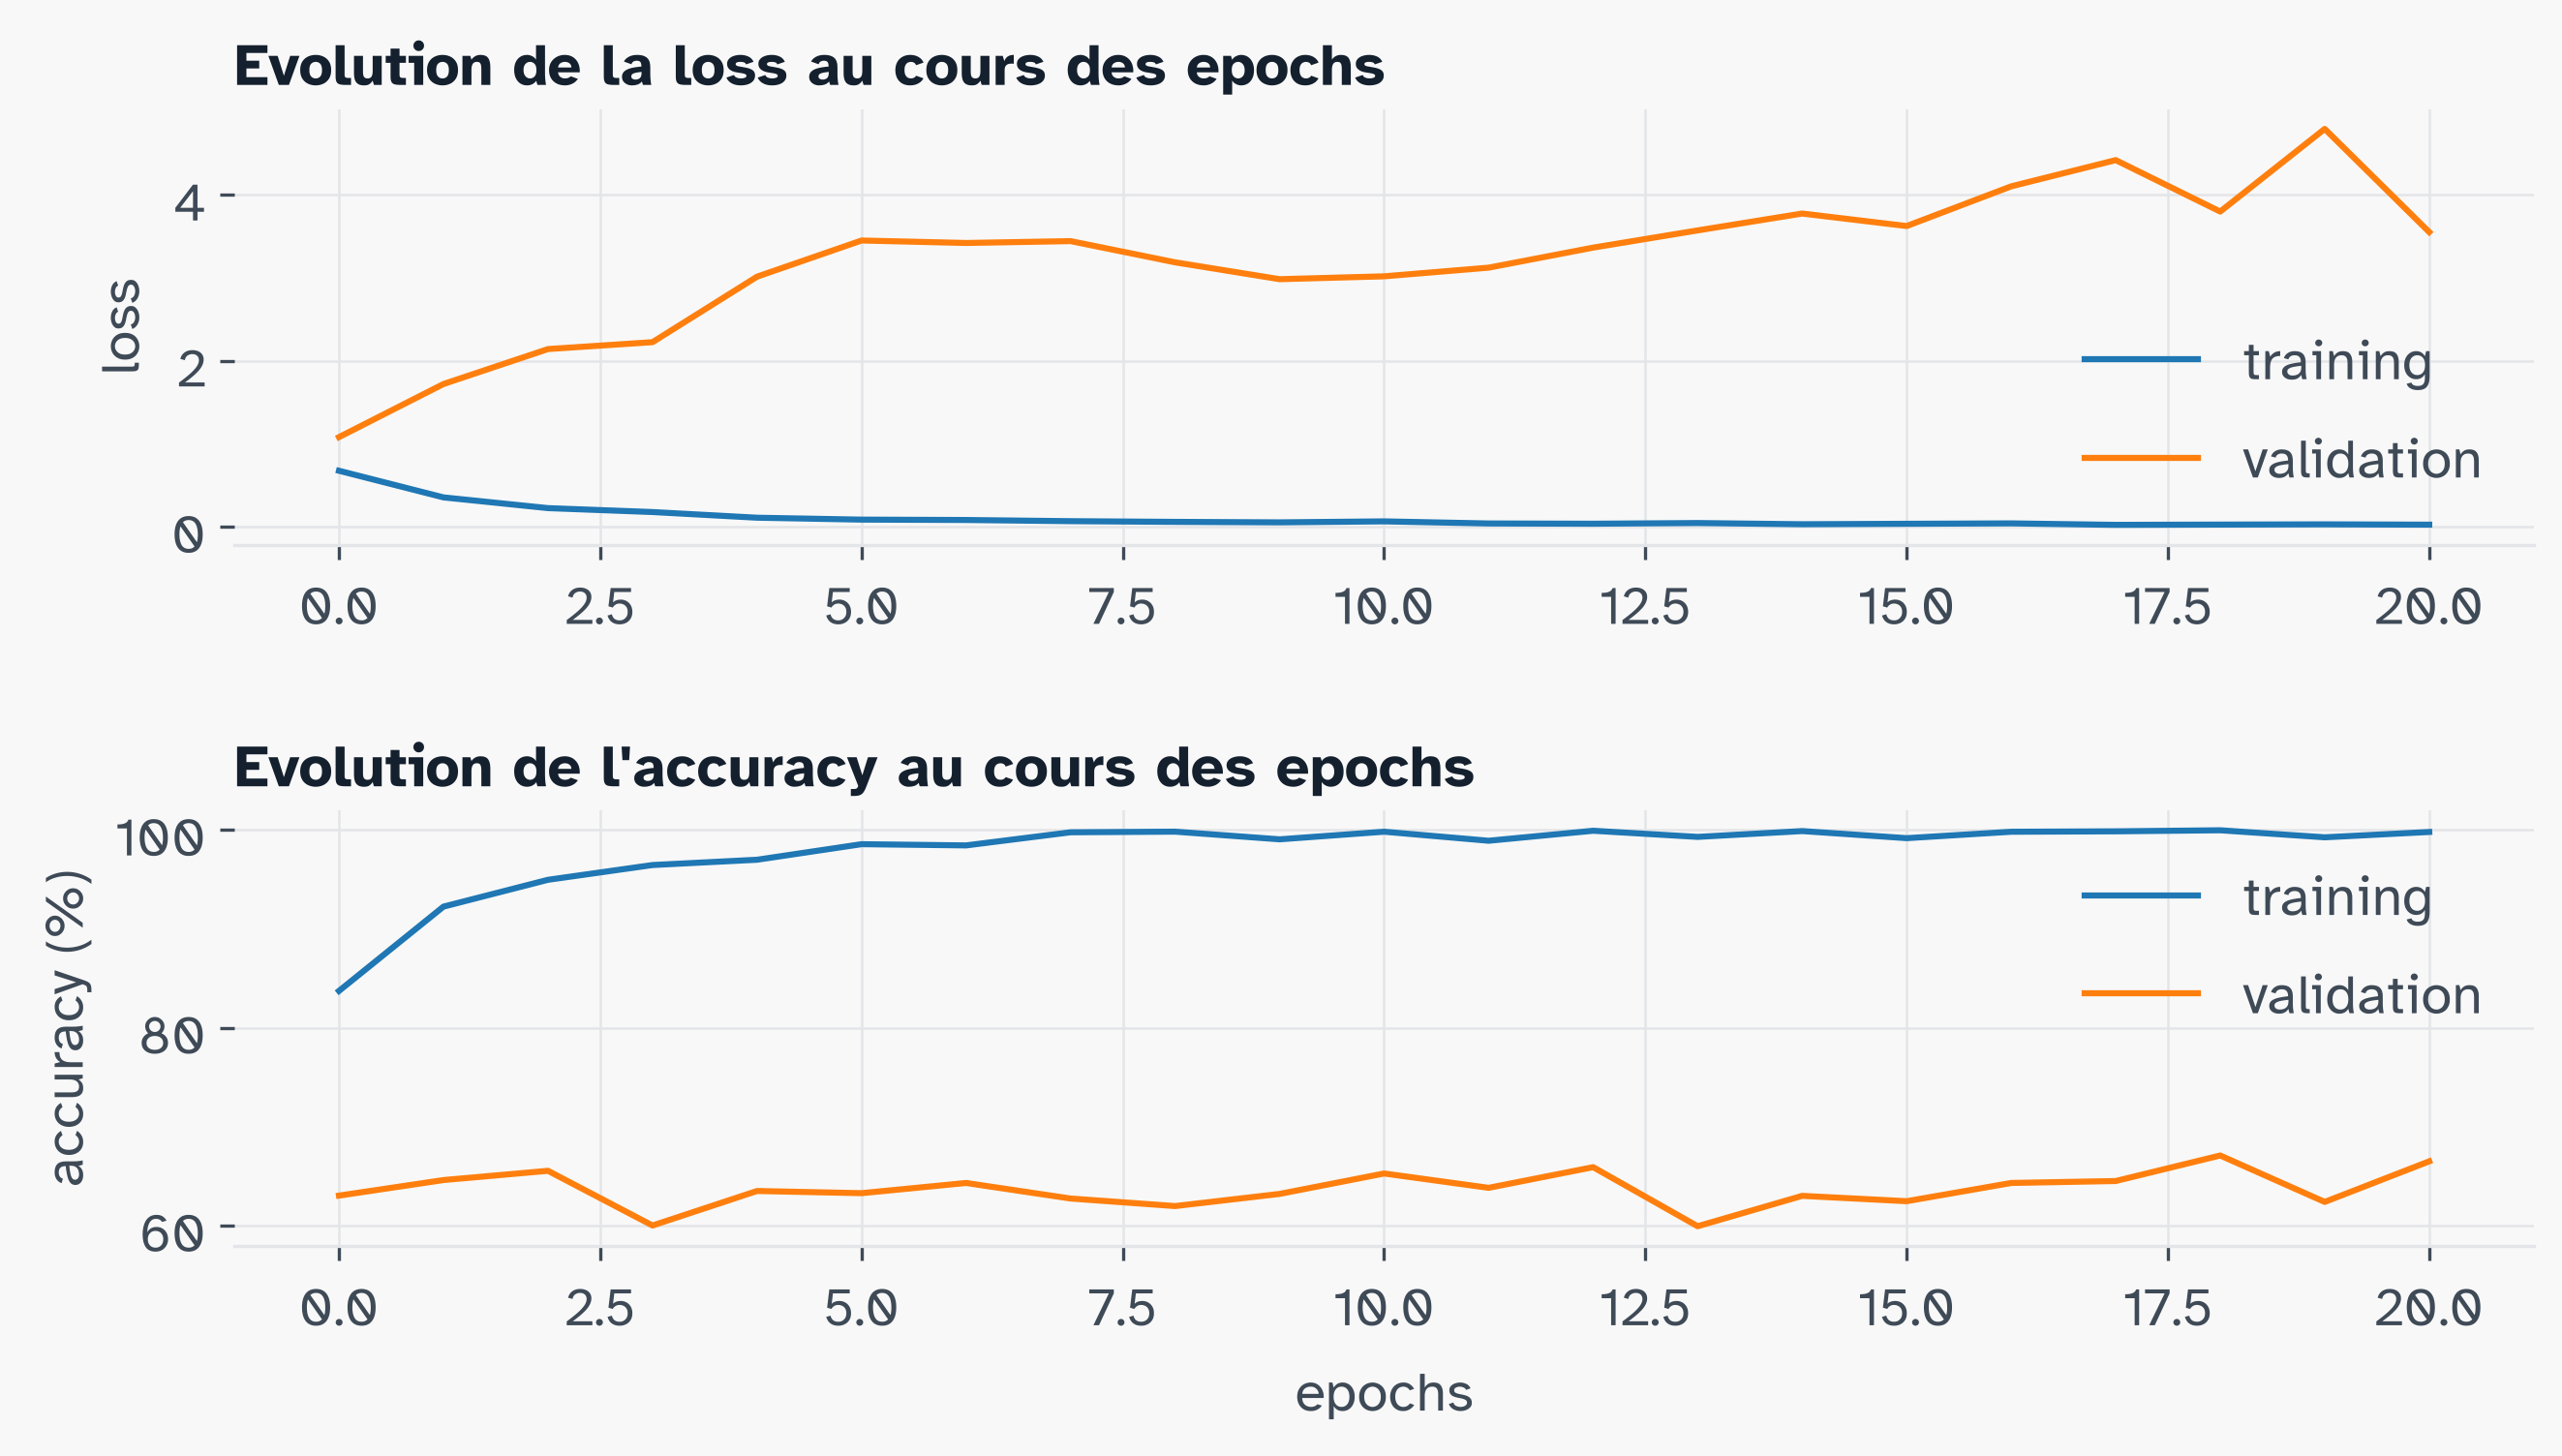 Evolution de la loss au cours des epochs
loss
4
2
0
training
validation
0.0 2.5 5.0 7.5 10.0 12.5 15.0 17.5 20.0
Evolution de l'accuracy au cours des epochs
accuracy (%)
100
80
60
training
validation
0.0 2.5 5.0 7.5 10.0 12.5 15.0 17.5 20.0
epochs